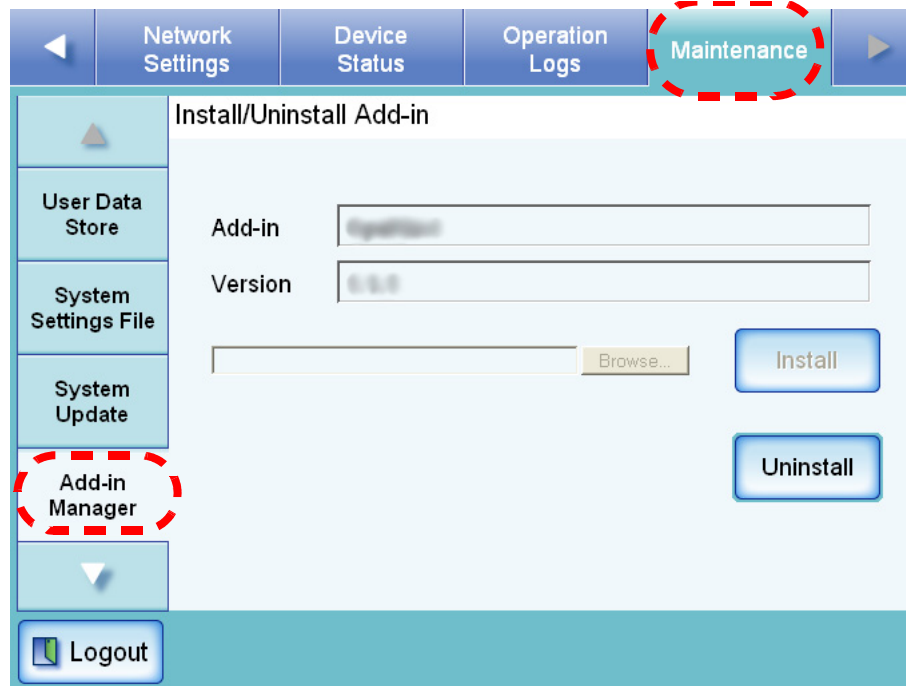 Network
Settings
Device
Status
Operation
Logs
Maintenance
Install/Uninstall Add-in
User Data
Store
System
Settings File
System
Update
Add-in
Manager
Add-in
Version
Browse...
Install
Uninstall
Logout